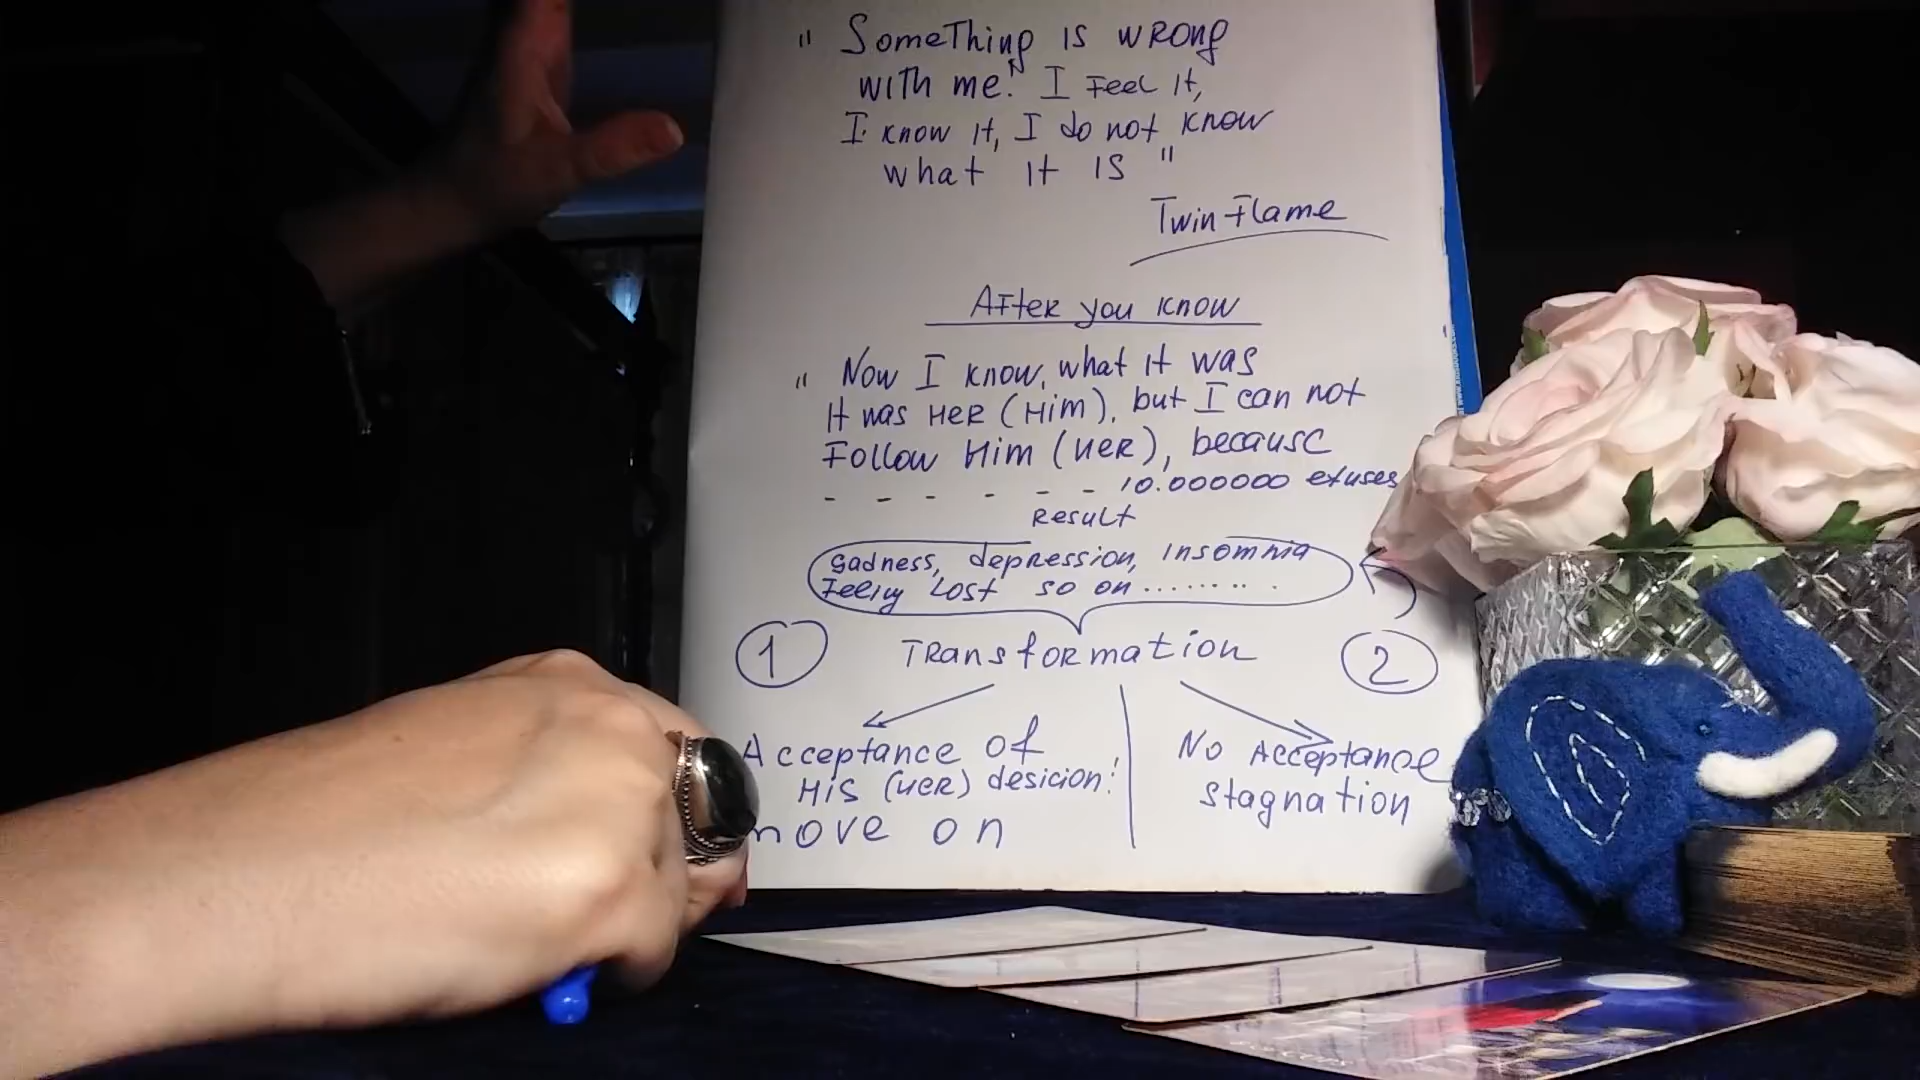 " Something is wrong
with me." I Feel it,
I know it, I do not know
what it is "
Twin Flame
After you know
" Now I know, what it was
It was Her (Him), but I can not
Follow Him (Her), because
- - - - - - 10.000000 exuses
Result
Sadness, depression, insomnia
Feeling Lost so on .........
1 Transformation 2
Acceptance of
His (Her) desicion!
move on
No Acceptance
stagnation